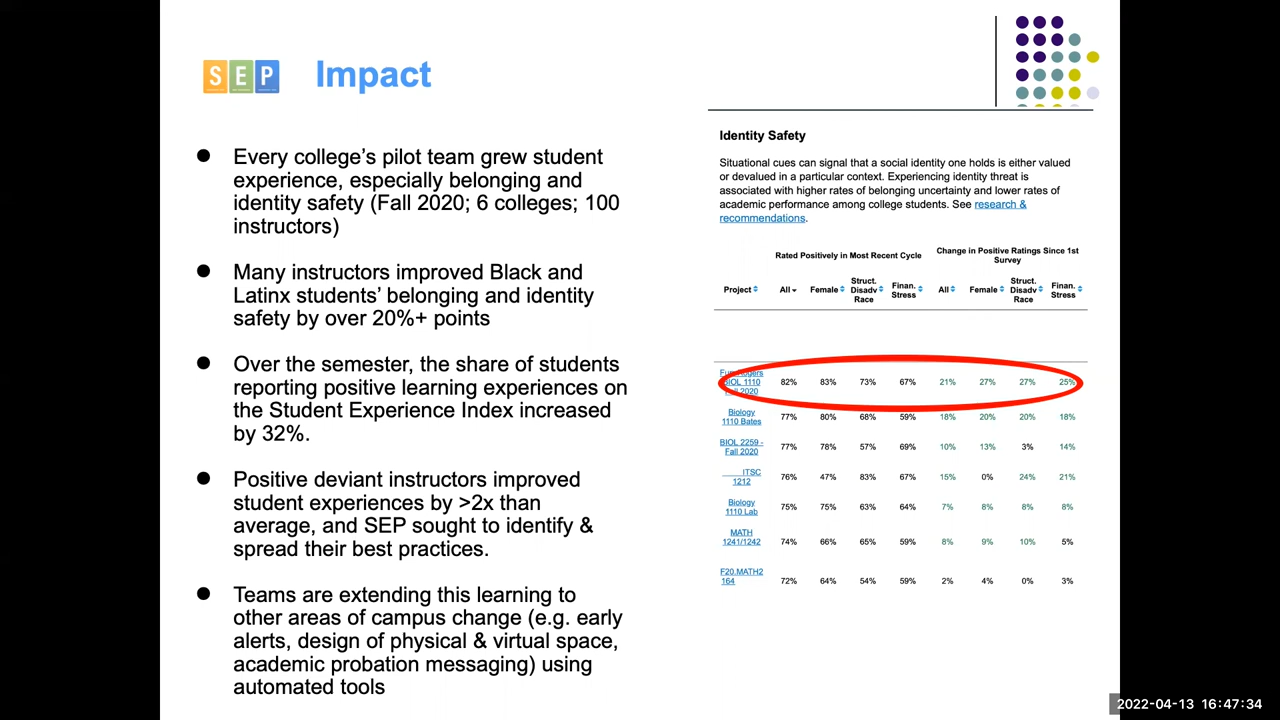 SEP Impact
Every college's pilot team grew student
experience, especially belonging and
identity safety (Fall 2020; 6 colleges; 100
instructors)
Many instructors improved Black and
Latinx students' belonging and identity
safety by over 20%+ points
Over the semester, the share of students
reporting positive learning experiences on
the Student Experience Index increased
by 32%.
Positive deviant instructors improved
student experiences by >2x than
average, and SEP sought to identify &
spread their best practices.
Teams are extending this learning to
other areas of campus change (e.g. early
alerts, design of physical & virtual space,
academic probation messaging) using
automated tools
Identity Safety
Situational cues can signal that a social identity one holds is either valued
or devalued in a particular context. Experiencing identity threat is
associated with higher rates of belonging uncertainty and lower rates of
academic performance among college students. See research &
recommendations.
Rated Positively in Most Recent Cycle
Change in Positive Ratings Since 1st
Survey
Project All Female Struct. Disadv Race Finan. Stress All Female Struct. Disadv Race Finan. Stress
BIOL 1110
2020
82% 83% 73% 67% 21% 27% 27% 25%
Biology
1110 Bates
77% 80% 68% 59% 18% 20% 20% 18%
BIOL 2259 -
Fall 2020
77% 78% 57% 69% 10% 13% 3% 14%
ITSC
1212
76% 47% 83% 67% 15% 0% 24% 21%
Biology
1110 Lab
75% 75% 63% 64% 7% 8% 8% 8%
MATH
1241/1242
74% 66% 65% 59% 8% 9% 10% 5%
F20.MATH2
164
72% 64% 54% 59% 2% 4% 0% 3%
2022-04-13 16:47:34